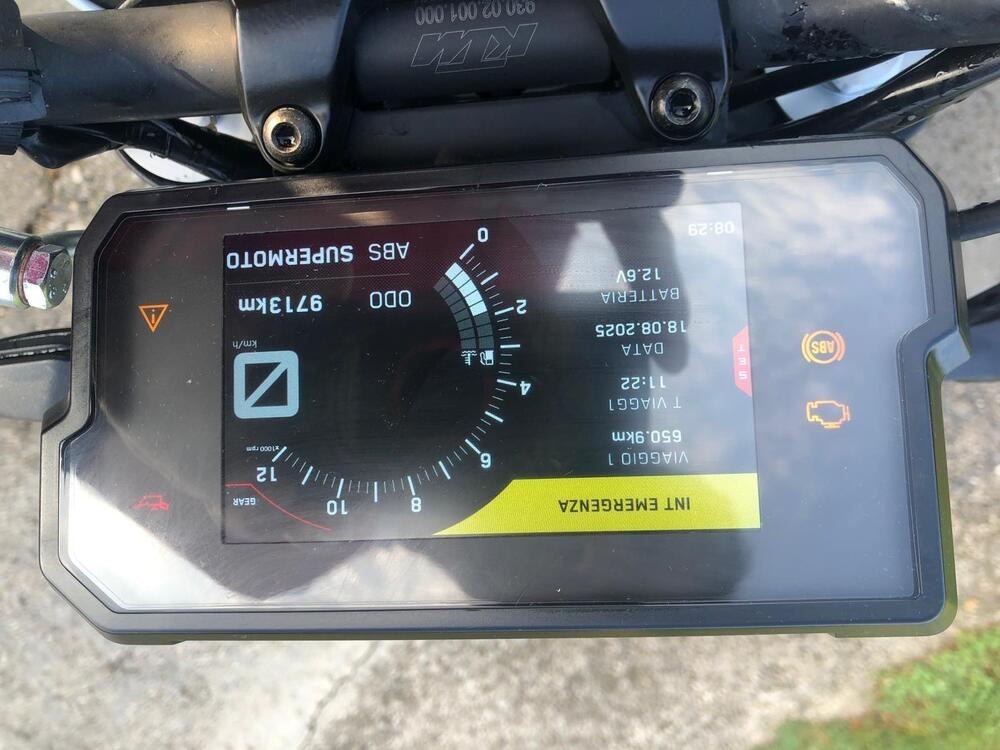 INT EMERGENZA
GEAR
VIAGGIO 1
650.9km
T VIAGG1
11:22
DATA
18.08.2025
BATTERIA
12.6V
08:29
SET
ABS
0
2
4
6
8
10
12
x1000 rpm
km/h
ODO 9713km
ABS SUPERMOTO
KTM
930.02.001.000